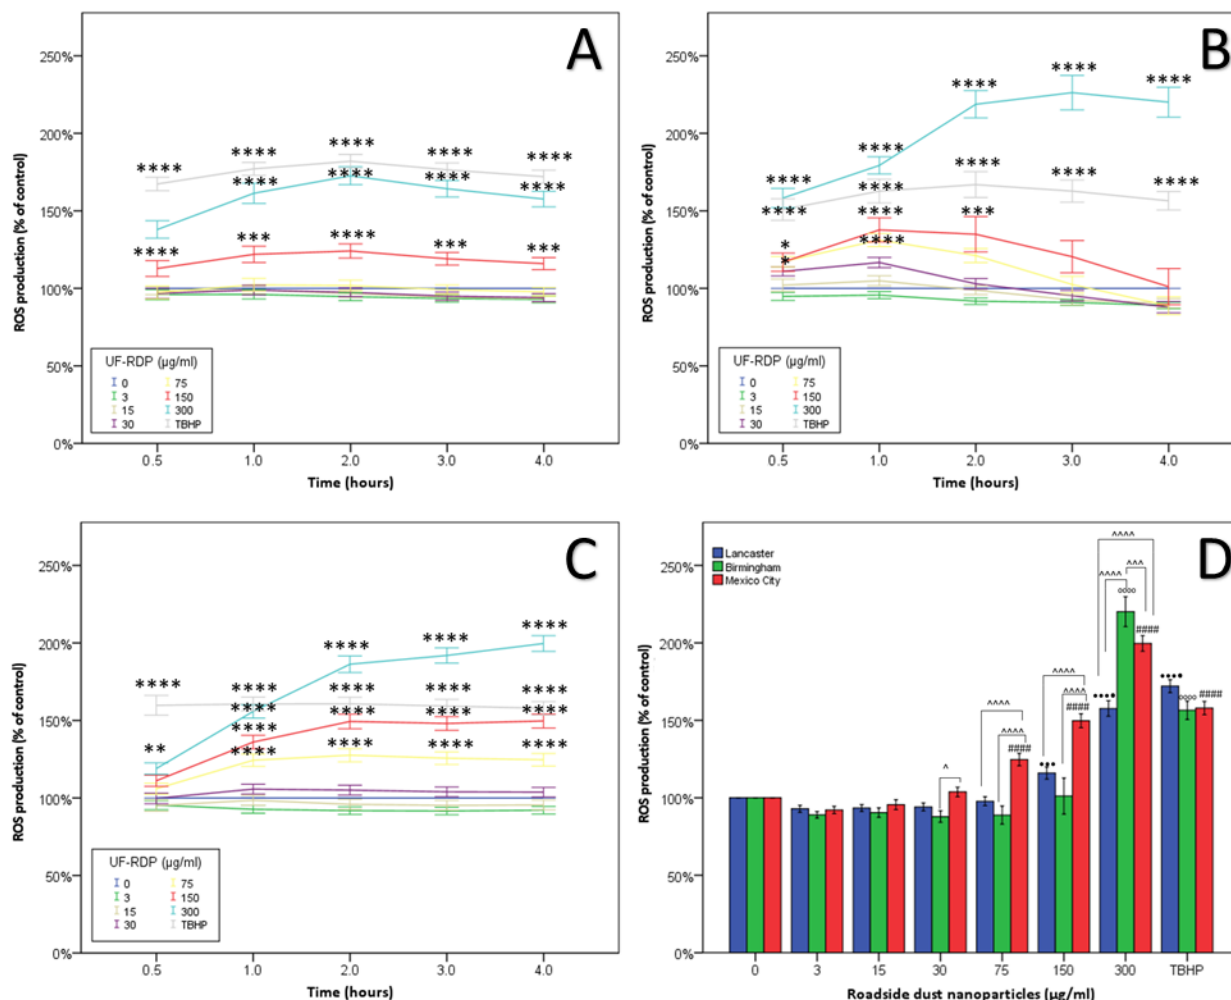 A
250%
200%
150%
100%
50%
0%
ROS production (% of control)
**** **** **** **** ****
**** **** **** ****
**** *** **** *** ***
UF-RDP (µg/ml)
0 75
3 150
15 300
30 TBHP
0.5 1.0 2.0 3.0 4.0
Time (hours)
B
250%
200%
150%
100%
50%
0%
ROS production (% of control)
**** **** **** **** ****
**** **** **** **** ****
* **** ***
* ****
UF-RDP (µg/ml)
0 75
3 150
15 300
30 TBHP
0.5 1.0 2.0 3.0 4.0
Time (hours)
C
250%
200%
150%
100%
50%
0%
ROS production (% of control)
**** **** **** **** ****
** **** **** **** ****
**** **** **** ****
****
UF-RDP (µg/ml)
0 75
3 150
15 300
30 TBHP
0.5 1.0 2.0 3.0 4.0
Time (hours)
D
Lancaster
Birmingham
Mexico City
250%
200%
150%
100%
50%
0%
ROS production (% of control)
^^^^
^^^^ ^^^
oooo
####
^^^^
^^^^
####
•••
^^^^
^^^^
####
^
••••
•••• oooo ####
0 3 15 30 75 150 300 TBHP
Roadside dust nanoparticles (µg/ml)